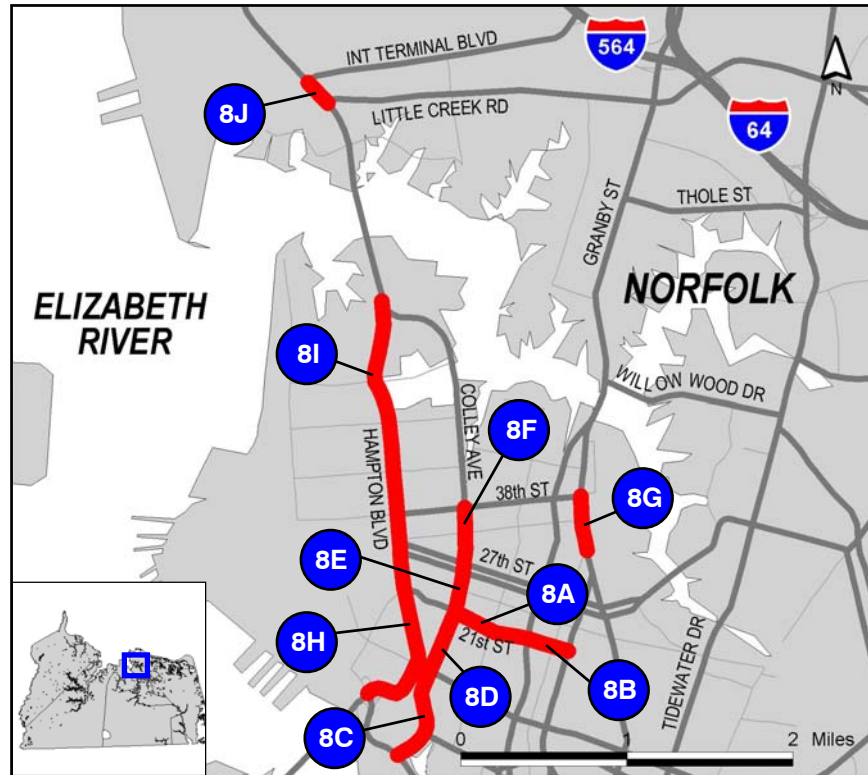 INT TERMINAL BLVD
564
N
8J
LITTLE CREEK RD
64
GRANBY ST
THOLE ST
ELIZABETH
RIVER
NORFOLK
8I
WILLOW WOOD DR
COLLEY AVE
8F
HAMPTON BLVD
38th ST
8G
8E
27th ST
8A
8H
21st ST
8D
8B
TIDEWATER DR
8C
0 1 2 Miles